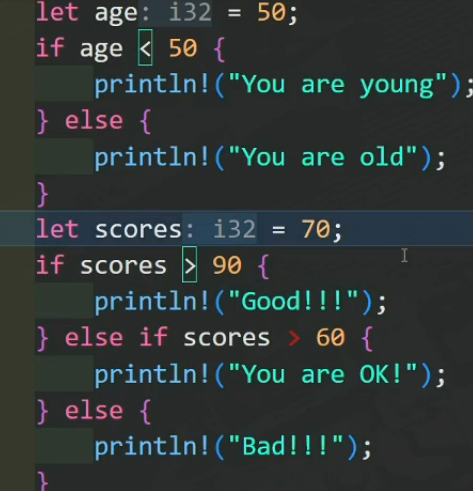 let age: i32 = 50;
if age < 50 {
    println!("You are young");
} else {
    println!("You are old");
}
let scores: i32 = 70;
if scores > 90 {
    println!("Good!!!");
} else if scores > 60 {
    println!("You are OK!");
} else {
    println!("Bad!!!");
}